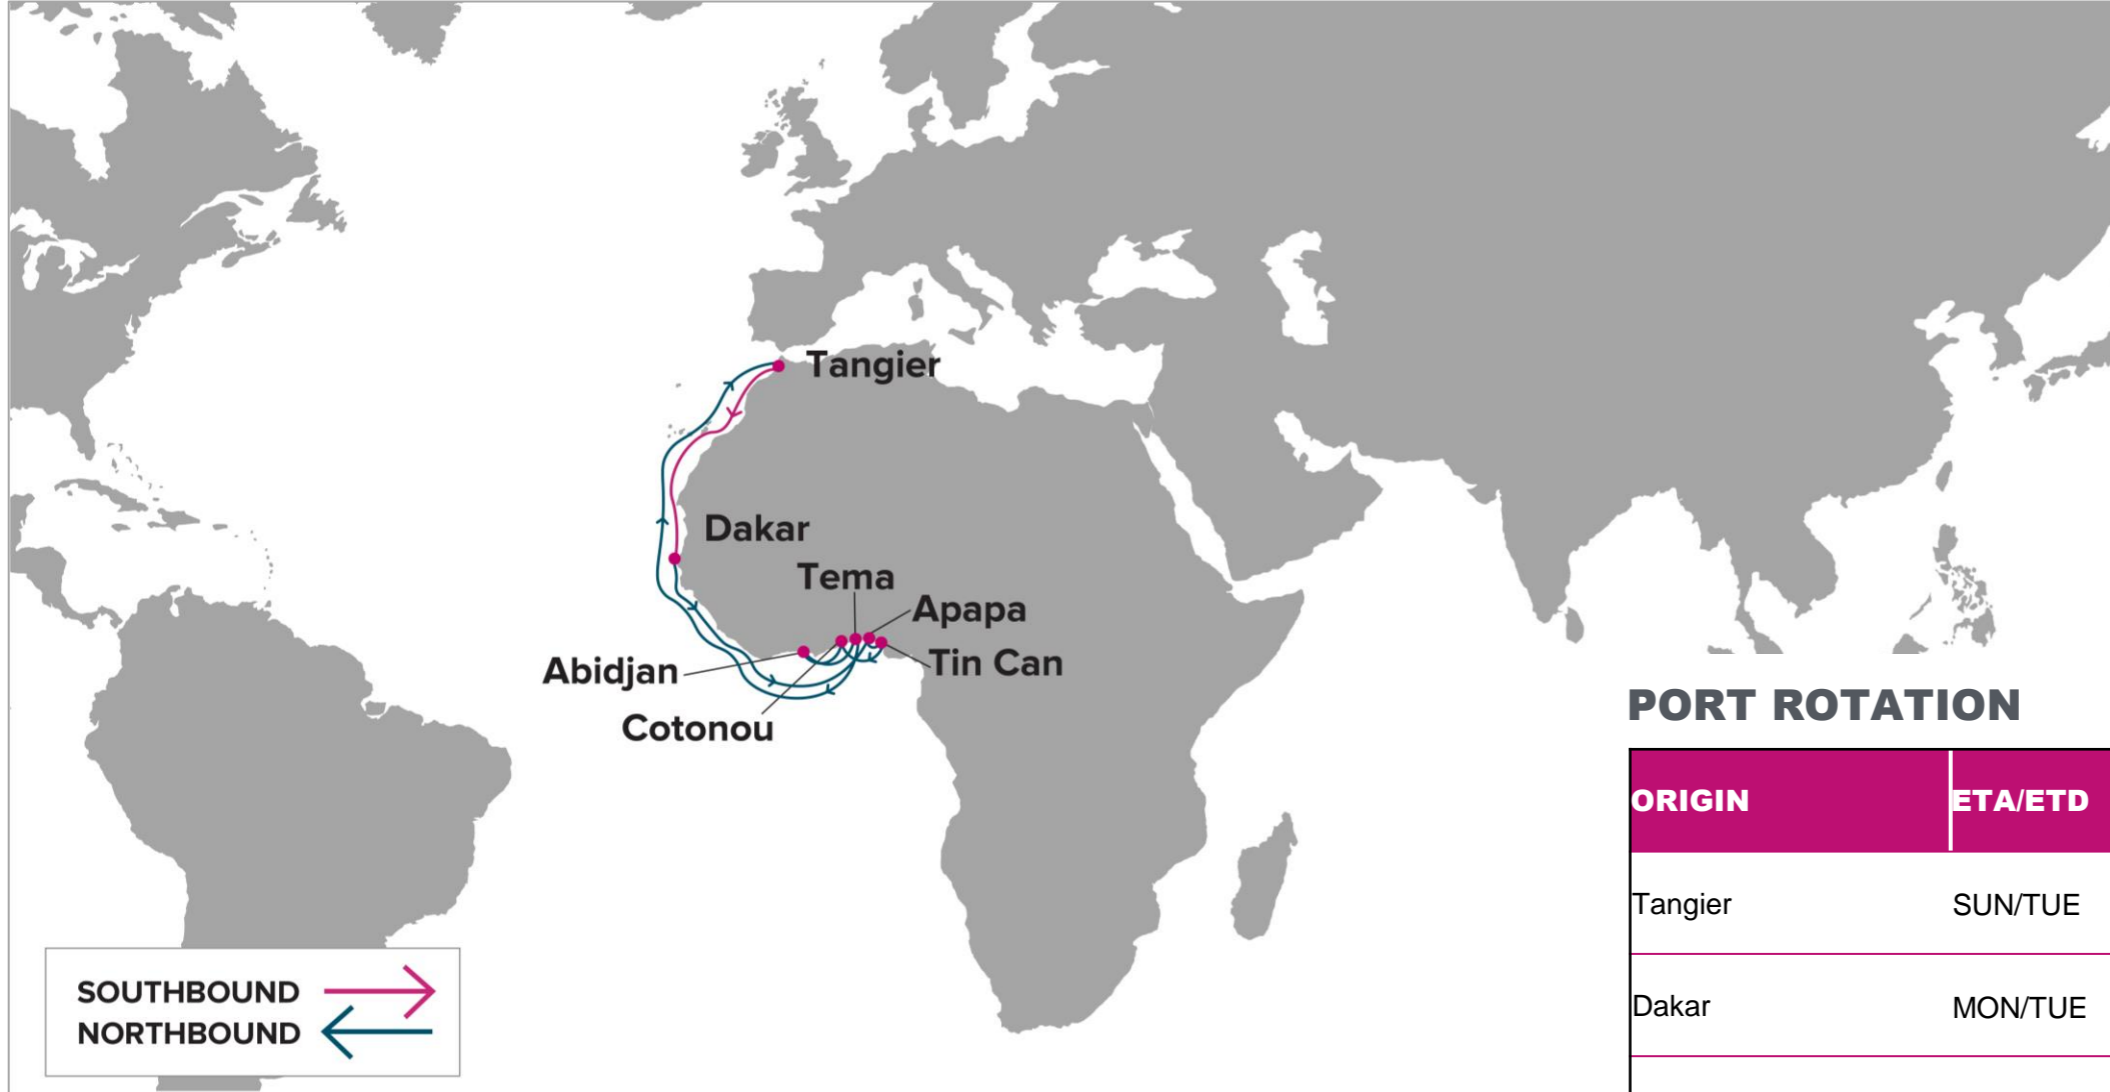 Tangier
Dakar
Tema
Apapa
Abidjan
Tin Can
Cotonou
SOUTHBOUND
NORTHBOUND
PORT ROTATION
ORIGIN ETA/ETD
Tangier SUN/TUE
Dakar MON/TUE